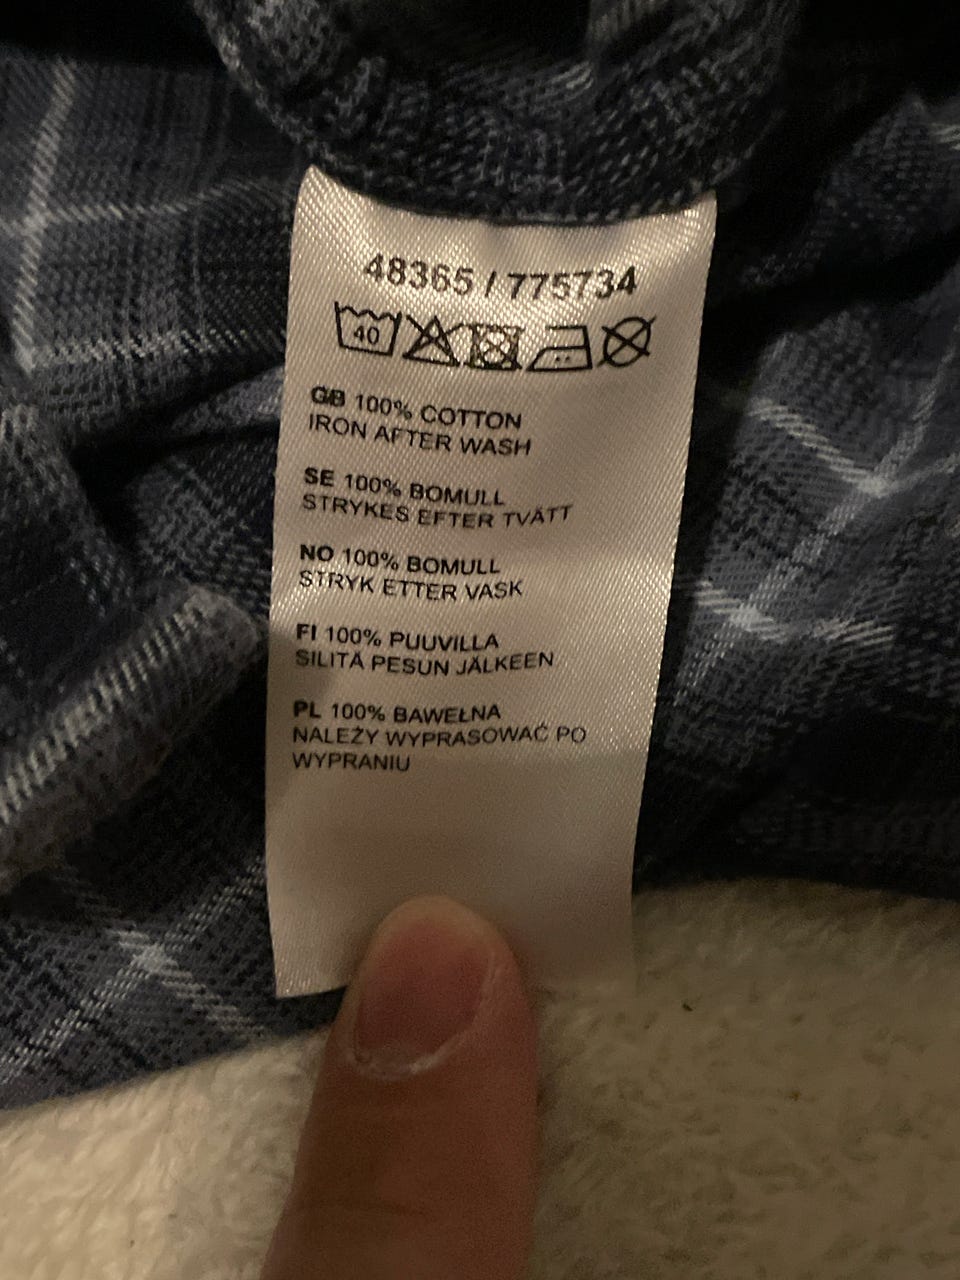 48365 / 775734
40
GB 100% COTTON
IRON AFTER WASH
SE 100% BOMULL
STRYKES EFTER TVÄTT
NO 100% BOMULL
STRYK ETTER VASK
FI 100% PUUVILLA
SILITÄ PESUN JÄLKEEN
PL 100% BAWEŁNA
NALEŻY WYPRASOWAĆ PO
WYPRANIU